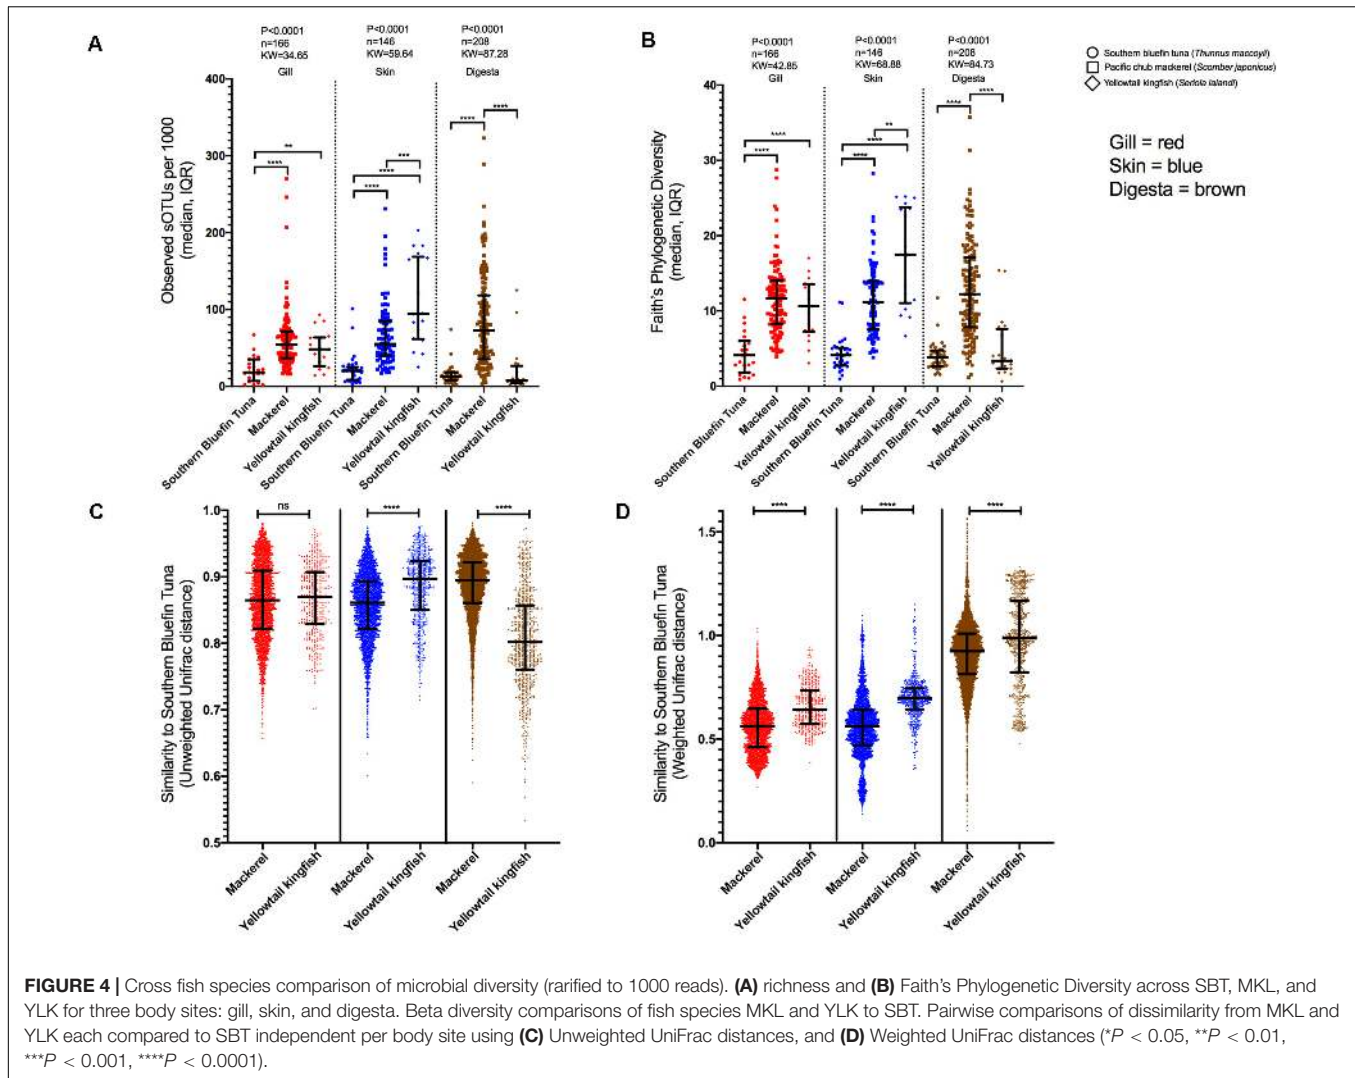 A
P<0.0001
n=166
KW=34.65
Gill
P<0.0001
n=146
KW=59.64
Skin
P<0.0001
n=208
KW=87.28
Digesta
Observed sOTUs per 1000
(median, IQR)
400
300
200
100
0
**
****
****
****
***
****
****
Southern Bluefin Tuna
Mackerel
Yellowtail kingfish
Southern Bluefin Tuna
Mackerel
Yellowtail kingfish
Southern Bluefin Tuna
Mackerel
Yellowtail kingfish
B
P<0.0001
n=166
KW=42.85
Gill
P<0.0001
n=146
KW=68.88
Skin
P<0.0001
n=208
KW=84.73
Digesta
Faith's Phylogenetic Diversity
(median, IQR)
40
30
20
10
0
****
****
**
****
****
****
****
Southern Bluefin Tuna
Mackerel
Yellowtail kingfish
Southern Bluefin Tuna
Mackerel
Yellowtail kingfish
Southern Bluefin Tuna
Mackerel
Yellowtail kingfish
Southern bluefin tuna (Thunnus maccoyii)
Pacific chub mackerel (Scomber japonicus)
Yellowtail kingfish (Seriola lalandi)
Gill = red
Skin = blue
Digesta = brown
C
Similarity to Southern Bluefin Tuna
(Unweighted Unifrac distance)
1.0
0.9
0.8
0.7
0.6
0.5
ns
****
****
Mackerel
Yellowtail kingfish
Mackerel
Yellowtail kingfish
Mackerel
Yellowtail kingfish
D
Similarity to Southern Bluefin Tuna
(Weighted Unifrac distance)
1.5
1.0
0.5
0.0
****
****
****
Mackerel
Yellowtail kingfish
Mackerel
Yellowtail kingfish
Mackerel
Yellowtail kingfish
FIGURE 4 | Cross fish species comparison of microbial diversity (rarified to 1000 reads). (A) richness and (B) Faith's Phylogenetic Diversity across SBT, MKL, and
YLK for three body sites: gill, skin, and digesta. Beta diversity comparisons of fish species MKL and YLK to SBT. Pairwise comparisons of dissimilarity from MKL and
YLK each compared to SBT independent per body site using (C) Unweighted UniFrac distances, and (D) Weighted UniFrac distances (*P < 0.05, **P < 0.01,
***P < 0.001, ****P < 0.0001).